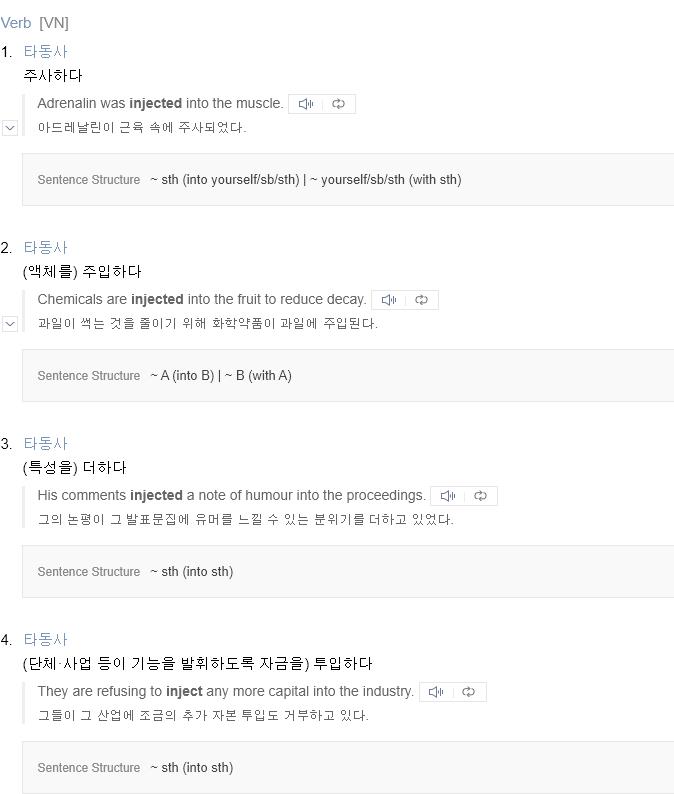 Verb [VN]
1. 타동사
주사하다
Adrenalin was injected into the muscle.
아드레날린이 근육 속에 주사되었다.
Sentence Structure ~ sth (into yourself/sb/sth) | ~ yourself/sb/sth (with sth)
2. 타동사
(액체를) 주입하다
Chemicals are injected into the fruit to reduce decay.
과일이 썩는 것을 줄이기 위해 화학약품이 과일에 주입된다.
Sentence Structure ~ A (into B) | ~ B (with A)
3. 타동사
(특성을) 더하다
His comments injected a note of humour into the proceedings.
그의 논평이 그 발표문집에 유머를 느낄 수 있는 분위기를 더하고 있었다.
Sentence Structure ~ sth (into sth)
4. 타동사
(단체·사업 등이 기능을 발휘하도록 자금을) 투입하다
They are refusing to inject any more capital into the industry.
그들이 그 산업에 조금의 추가 자본 투입도 거부하고 있다.
Sentence Structure ~ sth (into sth)